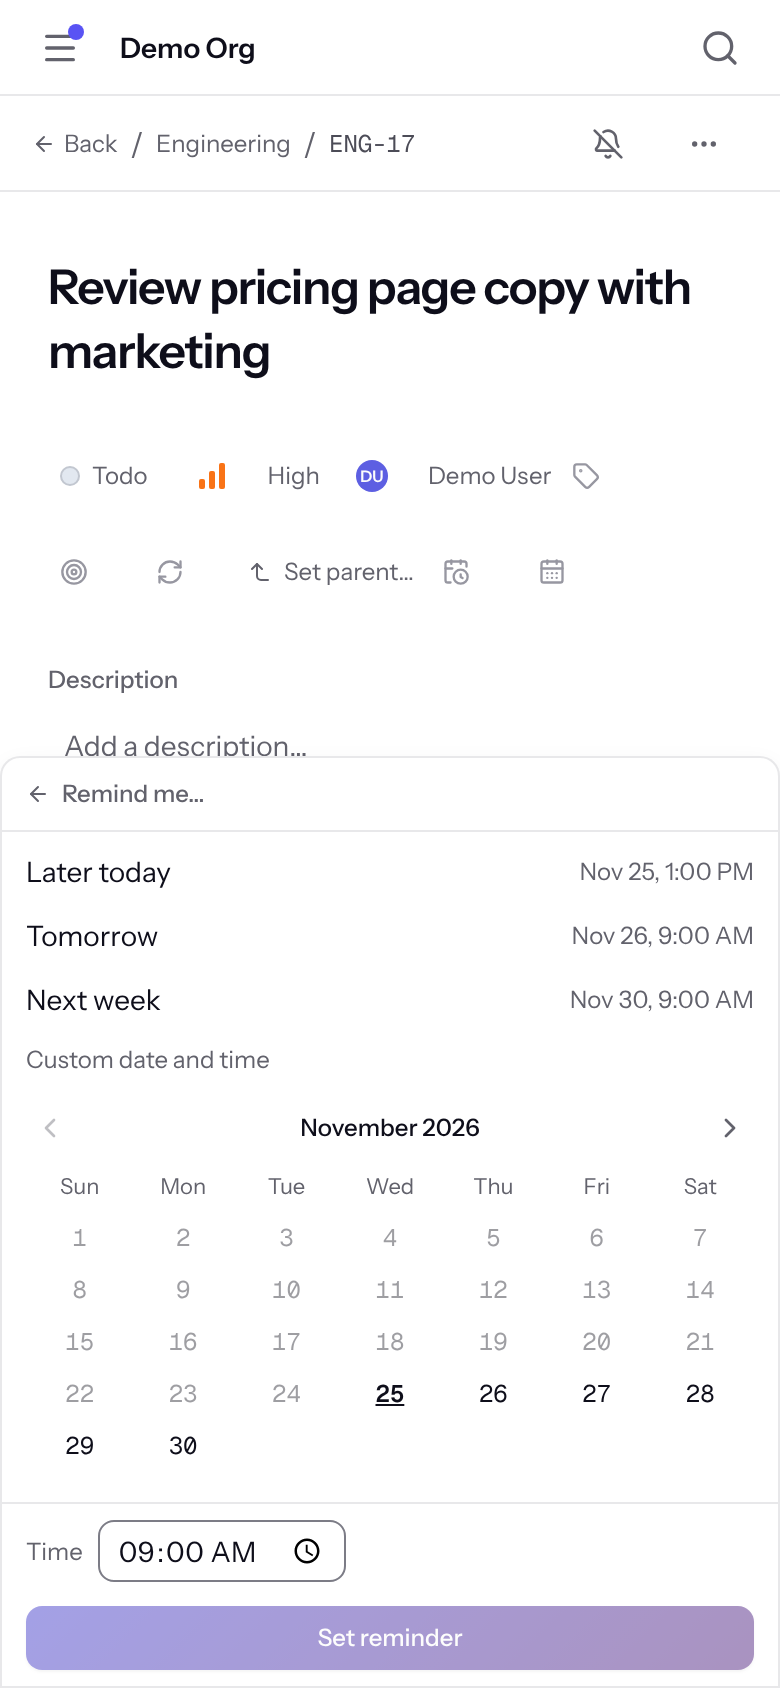 Demo Org
Back / Engineering / ENG-17
Review pricing page copy with
marketing
Todo High DU Demo User
Set parent...
Description
Add a description...
Remind me...
Later today Nov 25, 1:00 PM
Tomorrow Nov 26, 9:00 AM
Next week Nov 30, 9:00 AM
Custom date and time
November 2026
Sun Mon Tue Wed Thu Fri Sat
1 2 3 4 5 6 7
8 9 10 11 12 13 14
15 16 17 18 19 20 21
22 23 24 25 26 27 28
29 30
Time 09:00 AM
Set reminder